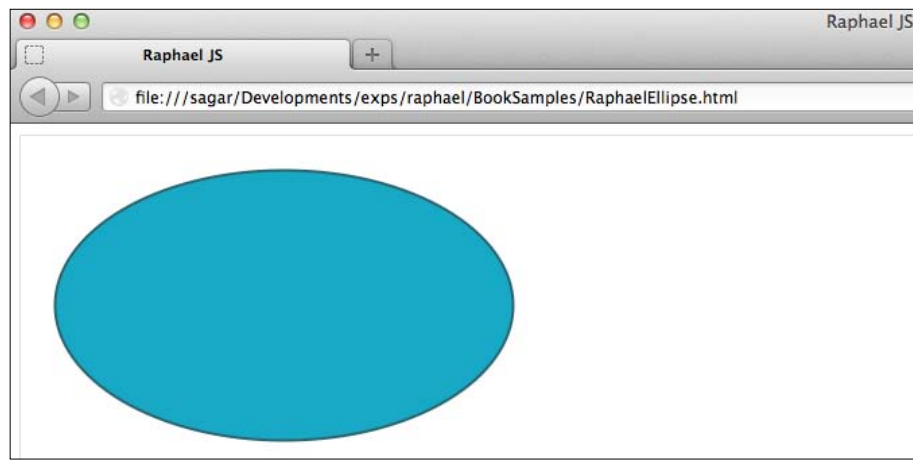 Raphael JS
Raphael JS
file:///sagar/Developments/exps/raphael/BookSamples/RaphaelEllipse.html